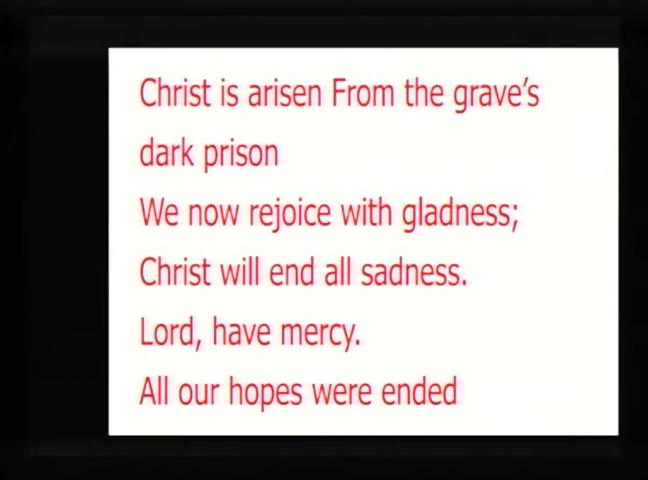 Christ is arisen From the grave’s
dark prison
We now rejoice with gladness;
Christ will end all sadness.
Lord, have mercy.
All our hopes were ended